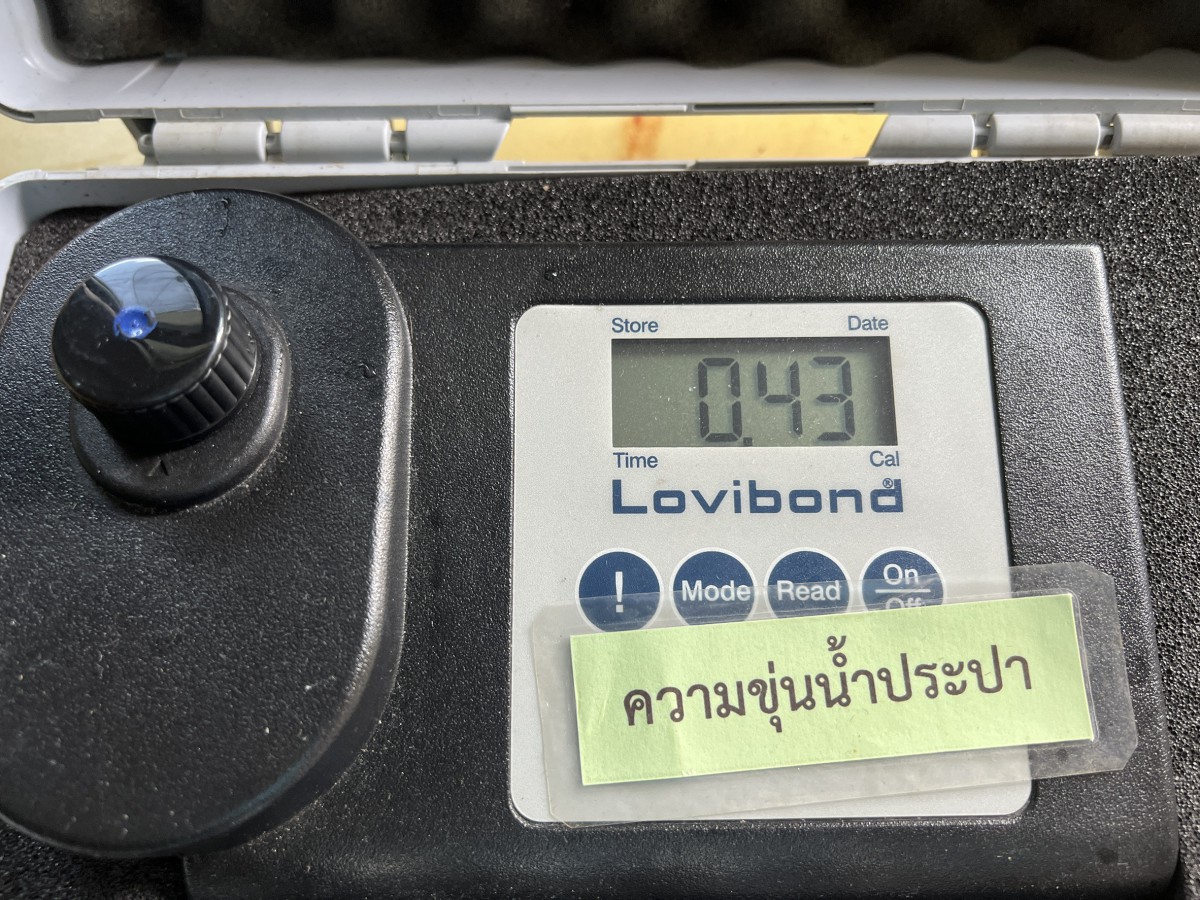 Store Date
0.43
Time Cal
Lovibond®
! Mode Read On
Off
ความขุ่นน้ำประปา